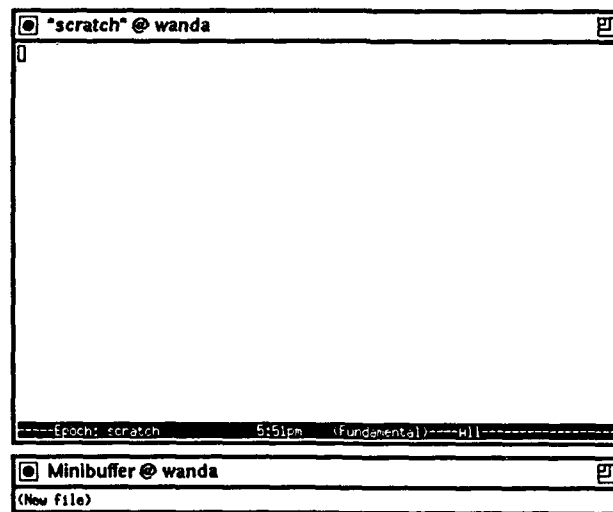 "scratch" @ wanda
-----Epoch: scratch 5:51pm (Fundamental)----All--------------------
Minibuffer @ wanda
(New file)